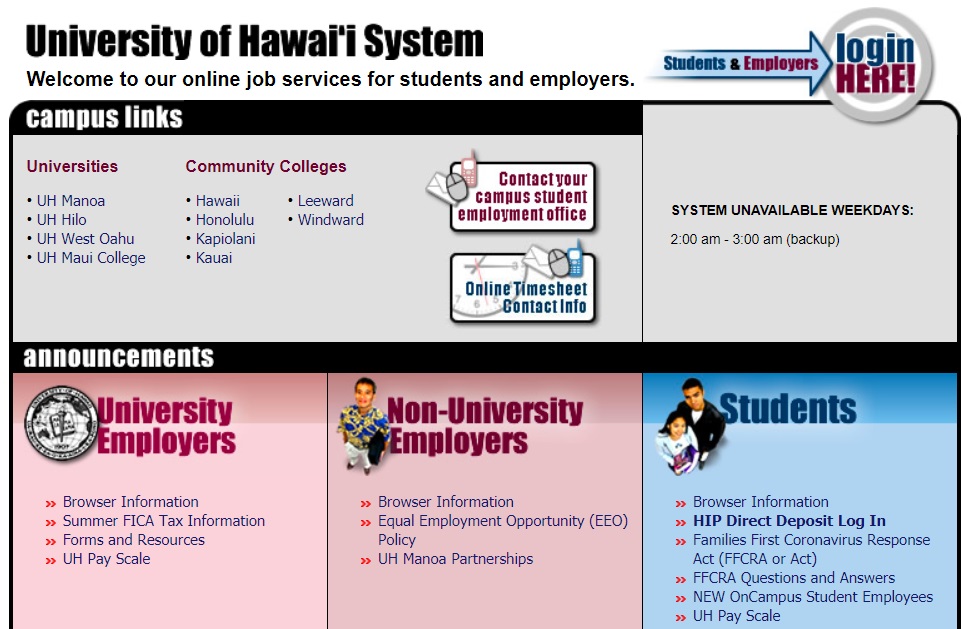 University of Hawai'i System
Welcome to our online job services for students and employers.
Students & Employers
login
HERE!
campus links
Universities
• UH Manoa
• UH Hilo
• UH West Oahu
• UH Maui College
Community Colleges
• Hawaii
• Honolulu
• Kapiolani
• Kauai
• Leeward
• Windward
Contact your
campus student
employment office
Online Timesheet
Contact Info
SYSTEM UNAVAILABLE WEEKDAYS:
2:00 am - 3:00 am (backup)
announcements
University
Employers
» Browser Information
» Summer FICA Tax Information
» Forms and Resources
» UH Pay Scale
Non-University
Employers
» Browser Information
» Equal Employment Opportunity (EEO)
Policy
» UH Manoa Partnerships
Students
» Browser Information
» HIP Direct Deposit Log In
» Families First Coronavirus Response
Act (FFCRA or Act)
» FFCRA Questions and Answers
» NEW OnCampus Student Employees
» UH Pay Scale